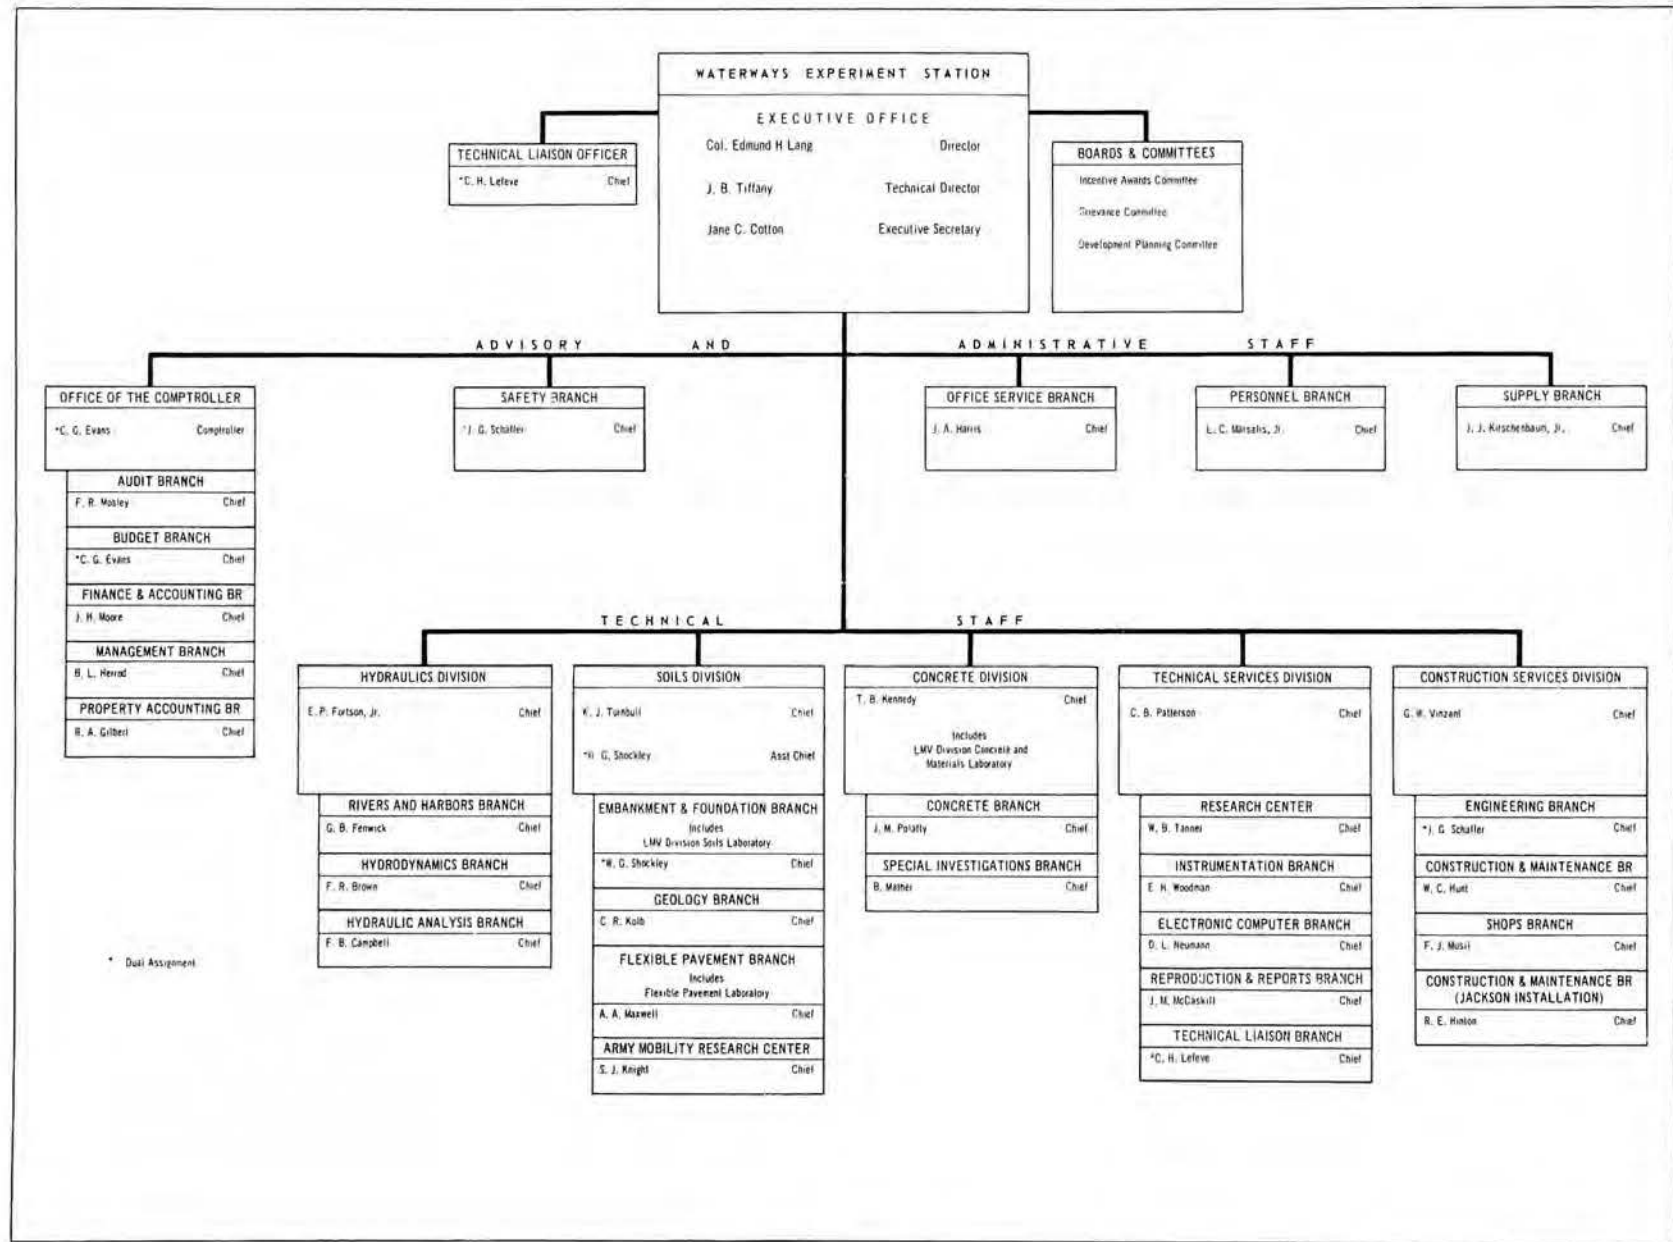 WATERWAYS EXPERIMENT STATION
EXECUTIVE OFFICE
Col. Edmund H Lang Director
J. B. Tiffany Technical Director
Jane C. Cotton Executive Secretary
TECHNICAL LIAISON OFFICER
*C. H. Lefeve Chief
BOARDS & COMMITTEES
Incentive Awards Committee
Grievance Committee
Development Planning Committee
ADVISORY AND ADMINISTRATIVE STAFF
OFFICE OF THE COMPTROLLER
*C. G. Evans Comptroller
AUDIT BRANCH
F. R. Mosley Chief
BUDGET BRANCH
*C. G. Evans Chief
FINANCE & ACCOUNTING BR
J. H. Moore Chief
MANAGEMENT BRANCH
B. L. Herrod Chief
PROPERTY ACCOUNTING BR
R. A. Gilbert Chief
SAFETY BRANCH
*J. G. Schaffer Chief
OFFICE SERVICE BRANCH
J. A. Harris Chief
PERSONNEL BRANCH
L. C. Marsalis, Jr. Chief
SUPPLY BRANCH
J. J. Kirschenbaum, Jr. Chief
TECHNICAL STAFF
HYDRAULICS DIVISION
E. P. Fortson, Jr. Chief
RIVERS AND HARBORS BRANCH
G. B. Fenwick Chief
HYDRODYNAMICS BRANCH
F. R. Brown Chief
HYDRAULIC ANALYSIS BRANCH
F. B. Campbell Chief
SOILS DIVISION
W. J. Turnbull Chief
*W. G. Shockley Asst Chief
EMBANKMENT & FOUNDATION BRANCH
Includes
LMV Division Soils Laboratory
*W. G. Shockley Chief
GEOLOGY BRANCH
C. R. Kolb Chief
FLEXIBLE PAVEMENT BRANCH
Includes
Flexible Pavement Laboratory
A. A. Maxwell Chief
ARMY MOBILITY RESEARCH CENTER
S. J. Knight Chief
CONCRETE DIVISION
T. B. Kennedy Chief
Includes
LMV Division Concrete and
Materials Laboratory
CONCRETE BRANCH
J. M. Polatty Chief
SPECIAL INVESTIGATIONS BRANCH
B. Mather Chief
TECHNICAL SERVICES DIVISION
C. B. Patterson Chief
RESEARCH CENTER
W. B. Tanner Chief
INSTRUMENTATION BRANCH
E. H. Woodman Chief
ELECTRONIC COMPUTER BRANCH
D. L. Neumann Chief
REPRODUCTION & REPORTS BRANCH
J. M. McCaskill Chief
TECHNICAL LIAISON BRANCH
*C. H. Lefeve Chief
CONSTRUCTION SERVICES DIVISION
G. W. Vinzant Chief
ENGINEERING BRANCH
*J. G. Schaffer Chief
CONSTRUCTION & MAINTENANCE BR
W. C. Hunt Chief
SHOPS BRANCH
F. J. Musil Chief
CONSTRUCTION & MAINTENANCE BR
(JACKSON INSTALLATION)
R. E. Hinton Chief
* Dual Assignment